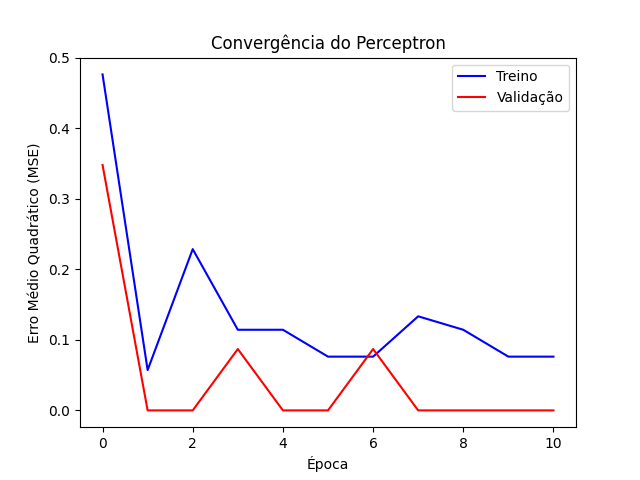 Convergência do Perceptron
Treino
Validação
Erro Médio Quadrático (MSE)
0.5
0.4
0.3
0.2
0.1
0.0
0 2 4 6 8 10
Época